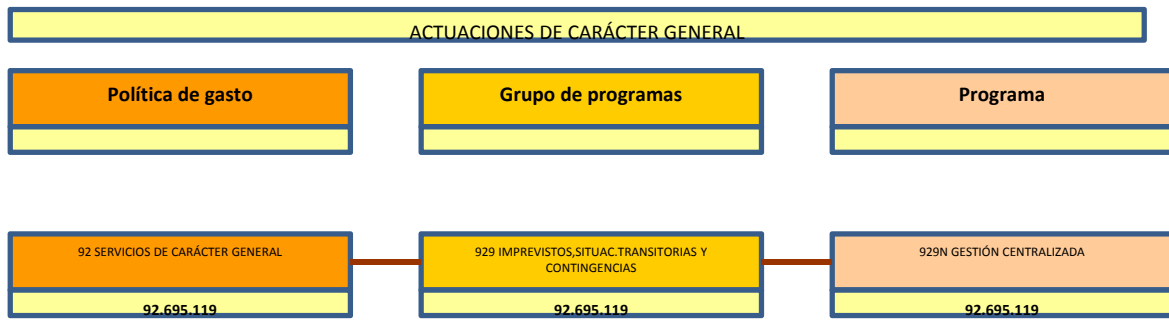 ACTUACIONES DE CARÁCTER GENERAL
Política de gasto
Grupo de programas
Programa
92 SERVICIOS DE CARÁCTER GENERAL
929 IMPREVISTOS,SITUAC.TRANSITORIAS Y
CONTINGENCIAS
929N GESTIÓN CENTRALIZADA
92.695.119
92.695.119
92.695.119